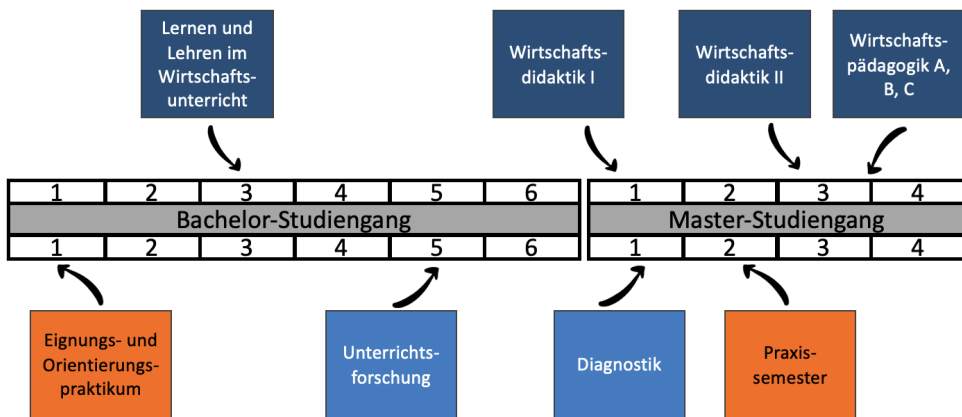 Lernen und
Lehren im
Wirtschafts-
unterricht
Wirtschafts-
didaktik I
Wirtschafts-
didaktik II
Wirtschafts-
pädagogik A,
B, C
1 2 3 4 5 6 1 2 3 4
Bachelor-Studiengang Master-Studiengang
1 2 3 4 5 6 1 2 3 4
Eignungs- und
Orientierungs-
praktikum
Unterrichts-
forschung
Diagnostik
Praxis-
semester